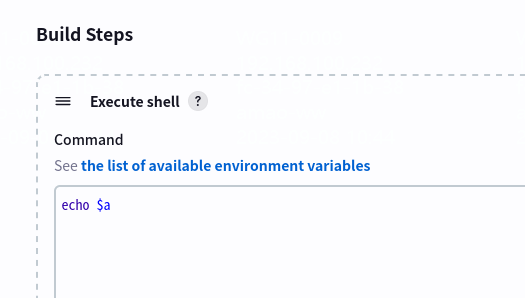 Build Steps
Execute shell ?
Command
See the list of available environment variables
echo $a